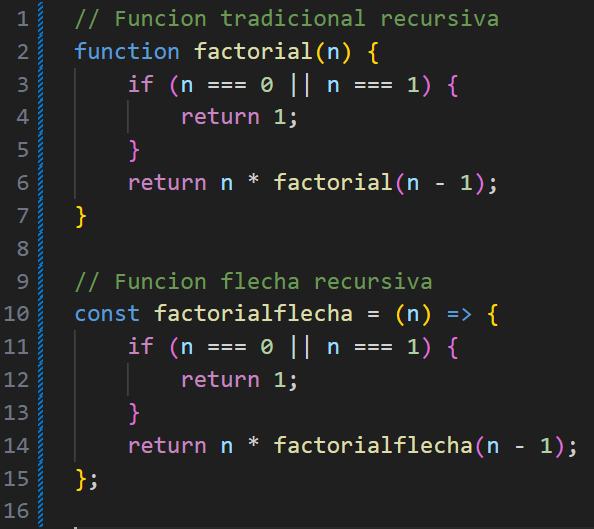 1 // Funcion tradicional recursiva
2 function factorial(n) {
3     if (n === 0 || n === 1) {
4         return 1;
5     }
6     return n * factorial(n - 1);
7 }
8
9 // Funcion flecha recursiva
10 const factorialflecha = (n) => {
11     if (n === 0 || n === 1) {
12         return 1;
13     }
14     return n * factorialflecha(n - 1);
15 };
16